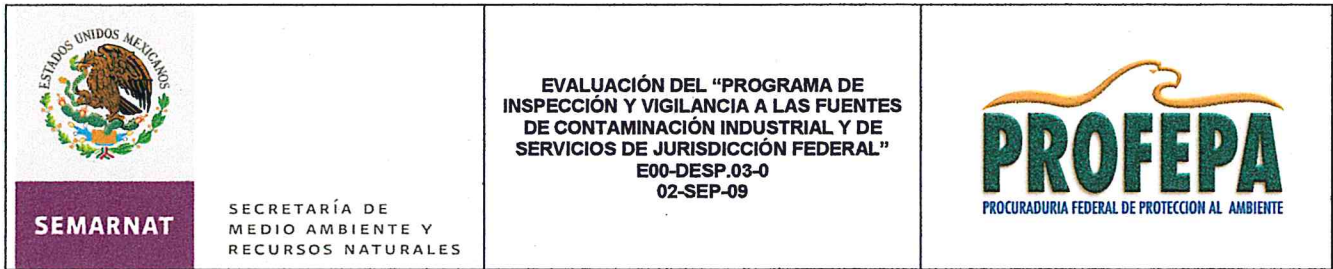 ESTADOS UNIDOS MEXICANOS
SEMARNAT
SECRETARÍA DE
MEDIO AMBIENTE Y
RECURSOS NATURALES
EVALUACIÓN DEL “PROGRAMA DE
INSPECCIÓN Y VIGILANCIA A LAS FUENTES
DE CONTAMINACIÓN INDUSTRIAL Y DE
SERVICIOS DE JURISDICCIÓN FEDERAL”
E00-DESP.03-0
02-SEP-09
PROFEPA
PROCURADURIA FEDERAL DE PROTECCION AL AMBIENTE